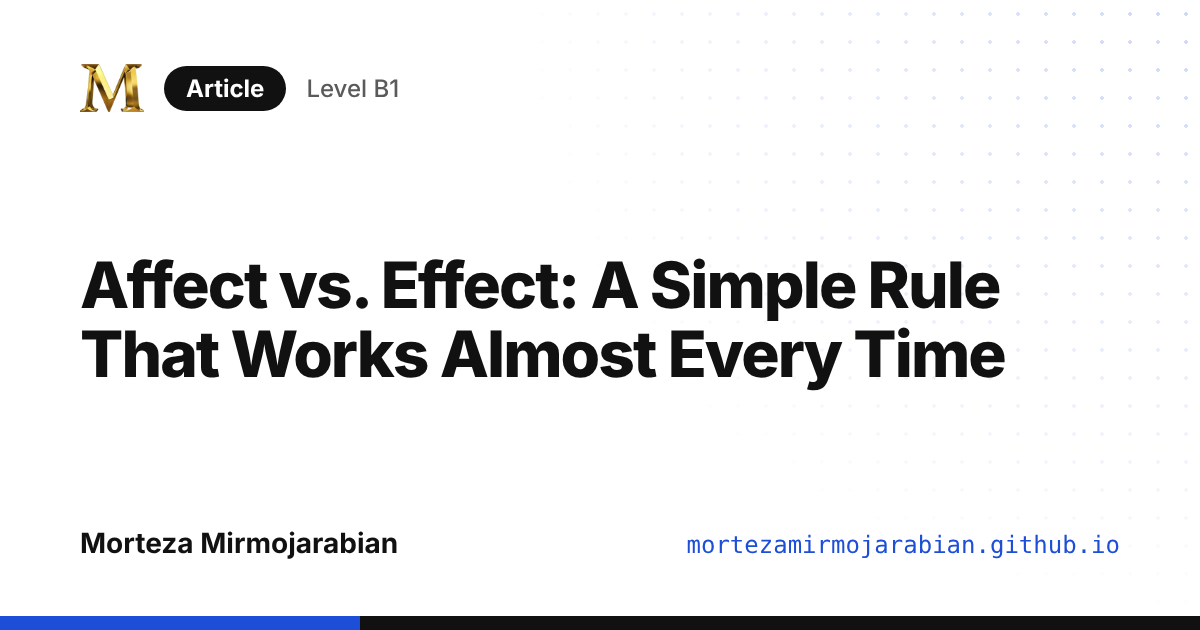 M
Article
Level B1
Affect vs. Effect: A Simple Rule
That Works Almost Every Time
Morteza Mirmojarabian
mortezamirmojarabian.github.io